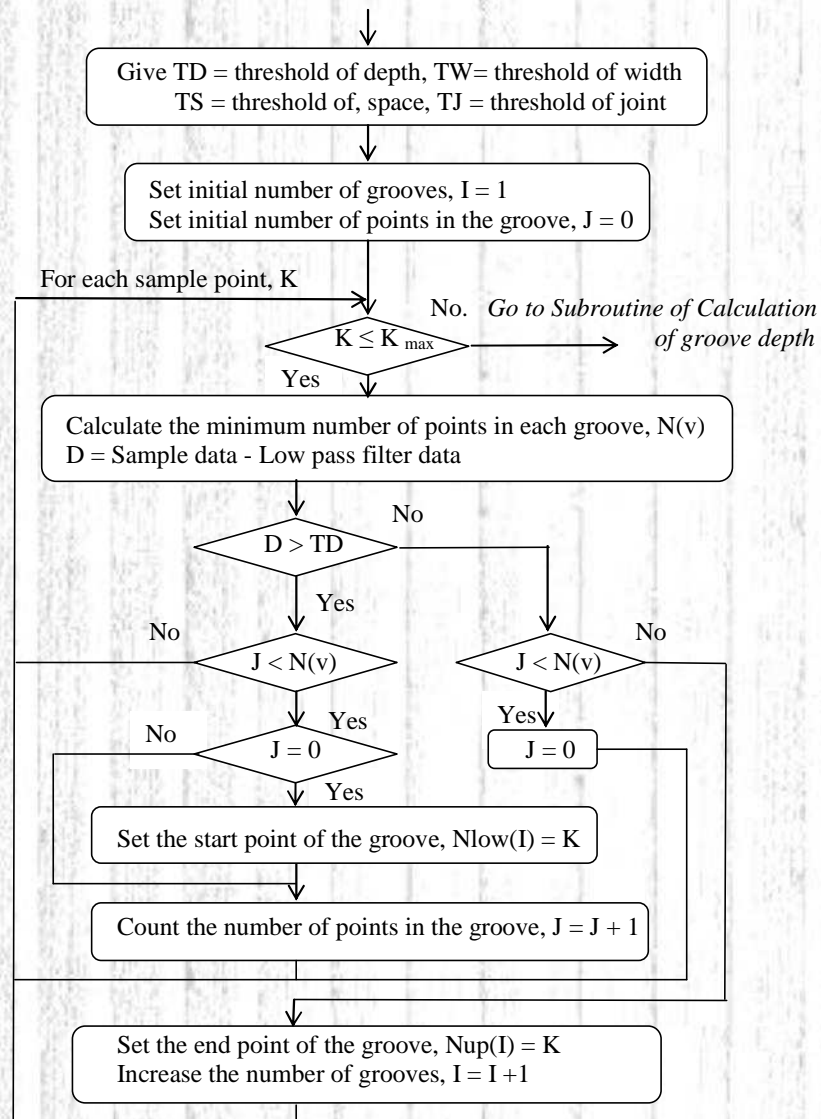 Give TD = threshold of depth, TW= threshold of width
TS = threshold of, space, TJ = threshold of joint
Set initial number of grooves, I = 1
Set initial number of points in the groove, J = 0
For each sample point, K
No. Go to Subroutine of Calculation
of groove depth
K ≤ K max
Yes
Calculate the minimum number of points in each groove, N(v)
D = Sample data - Low pass filter data
No
D > TD
Yes
No
No
J < N(v)
J < N(v)
Yes
Yes
No
J = 0
J = 0
Yes
Set the start point of the groove, Nlow(I) = K
Count the number of points in the groove, J = J + 1
Set the end point of the groove, Nup(I) = K
Increase the number of grooves, I = I +1